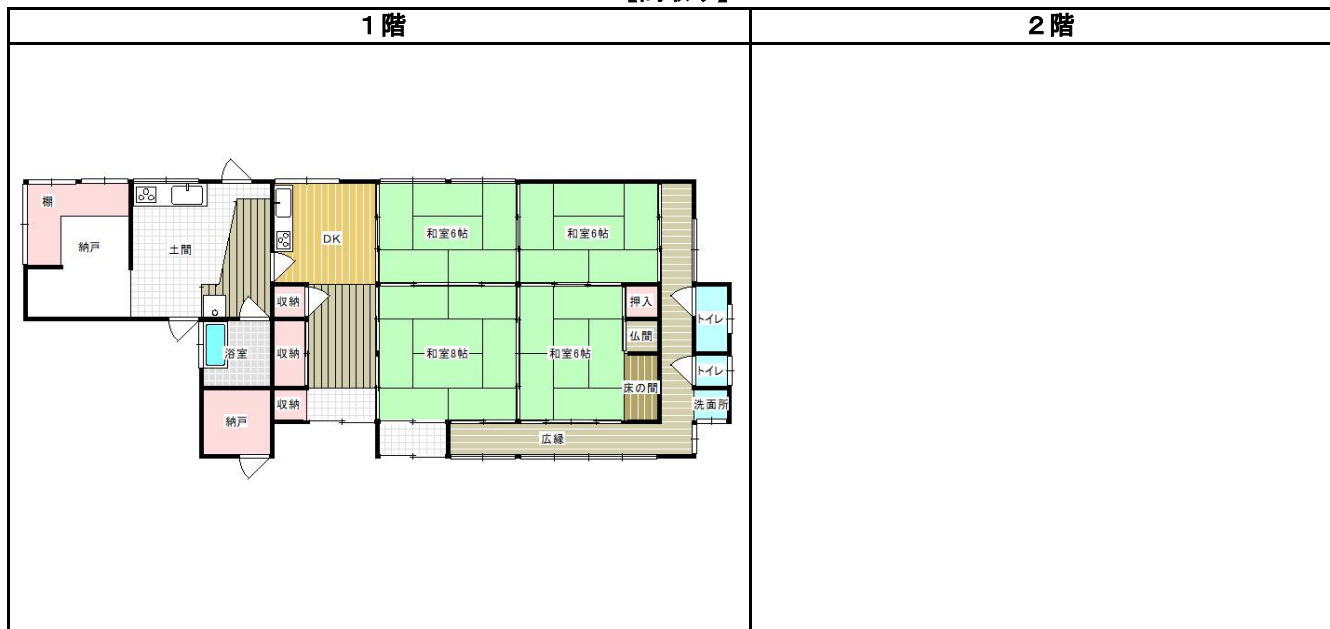 1階
2階
棚
納戸
土間
DK
和室6帖
和室6帖
収納
収納
収納
浴室
納戸
和室8帖
和室6帖
押入
仏間
床の間
トイレ
トイレ
洗面所
広縁